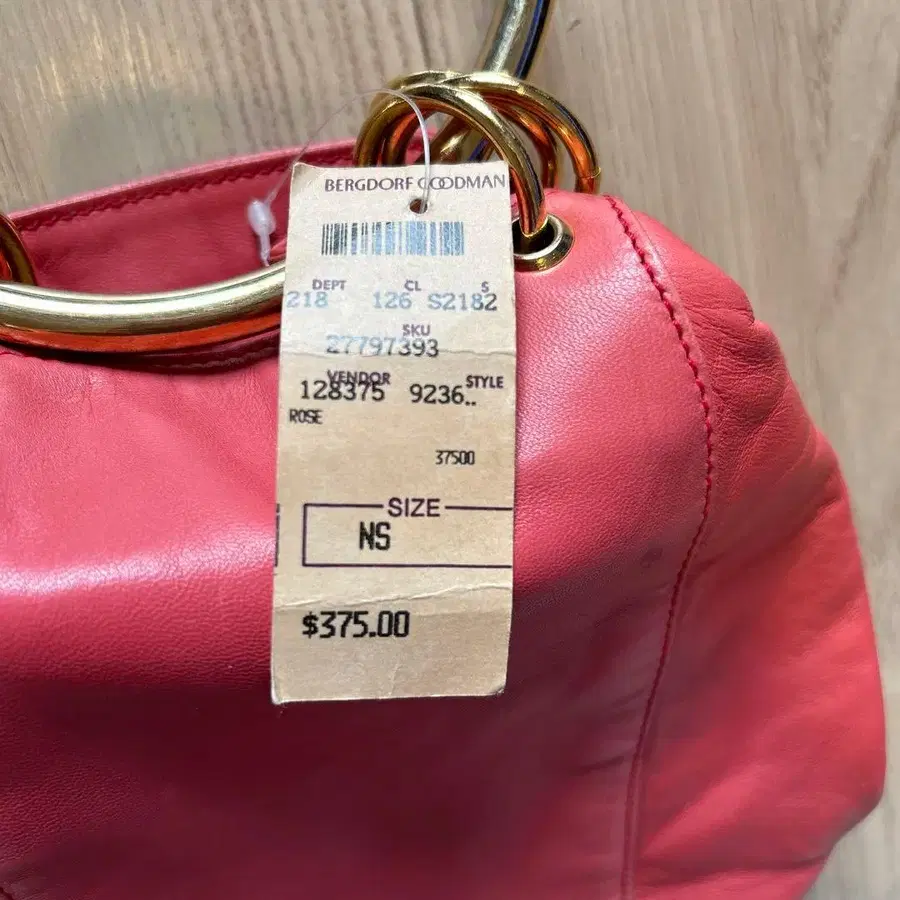 BERGDORF GOODMAN
DEPT CL S
218 126 S2182
SKU
27797393
VENDOR STYLE
128375 9236..
ROSE
37500
SIZE
NS
$375.00